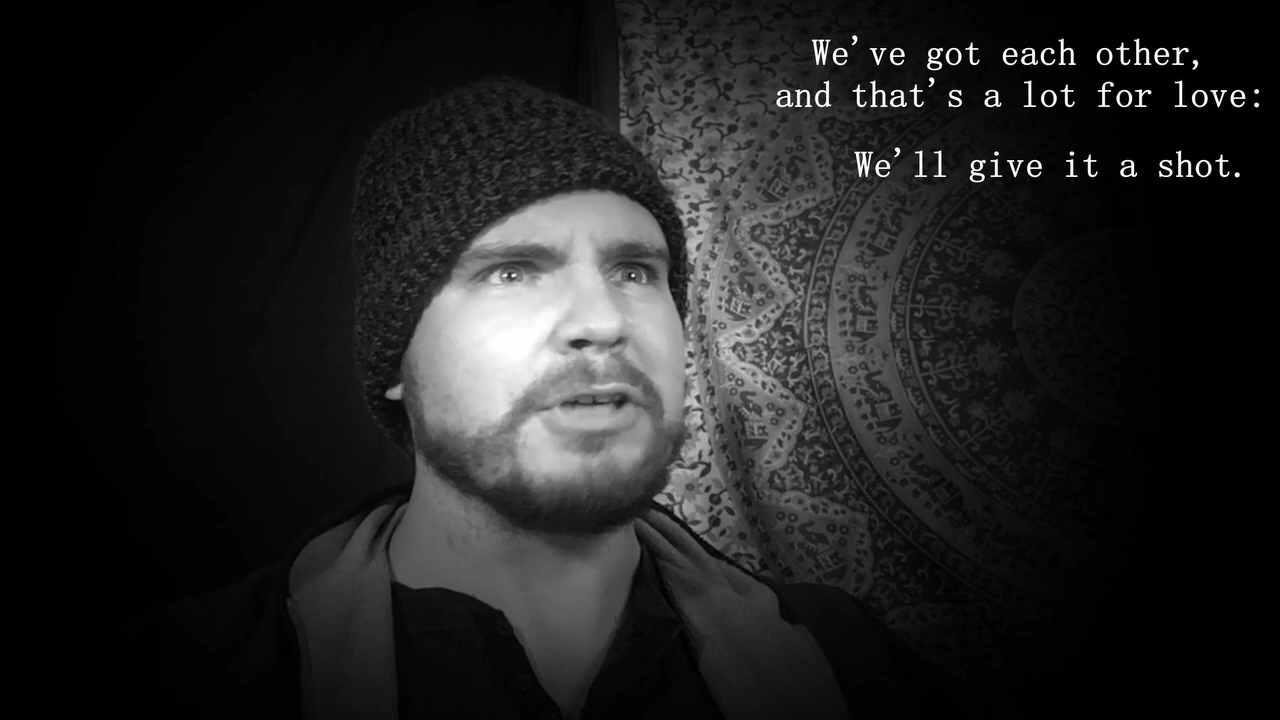 We've got each other,
and that's a lot for love:
We'll give it a shot.